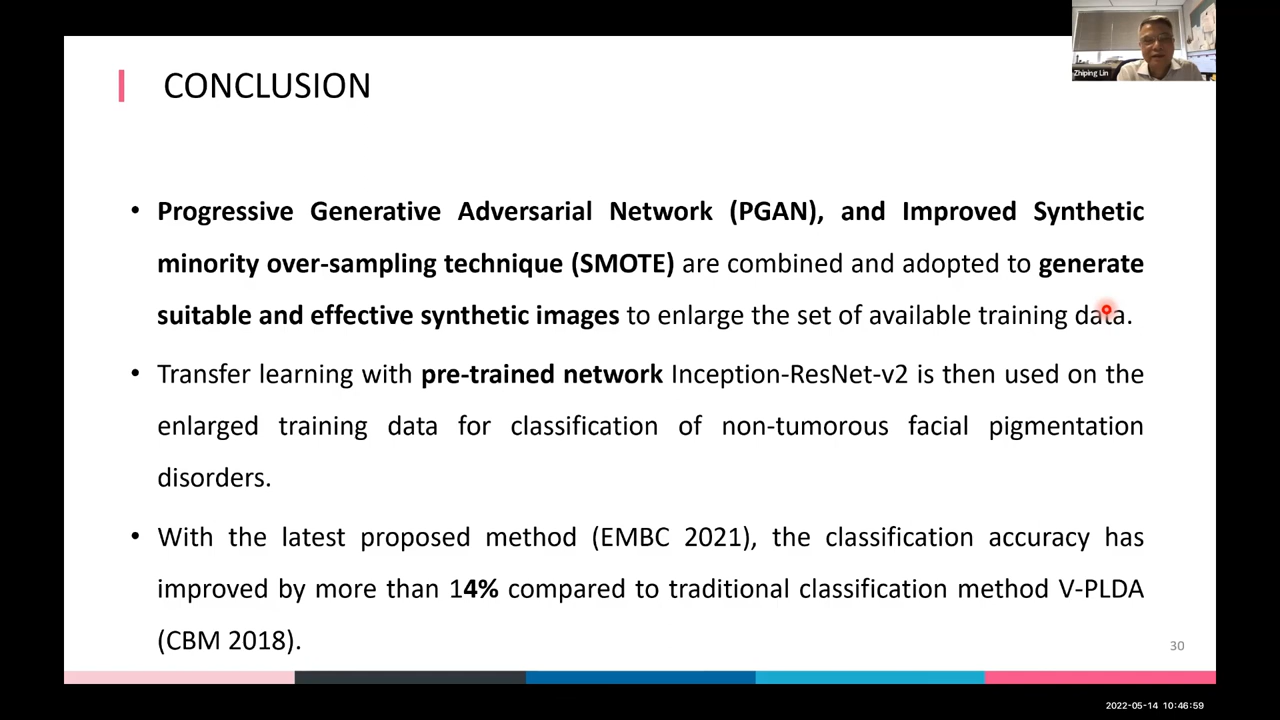 Zhiping Lin
CONCLUSION
• Progressive Generative Adversarial Network (PGAN), and Improved Synthetic
minority over-sampling technique (SMOTE) are combined and adopted to generate
suitable and effective synthetic images to enlarge the set of available training data.
• Transfer learning with pre-trained network Inception-ResNet-v2 is then used on the
enlarged training data for classification of non-tumorous facial pigmentation
disorders.
• With the latest proposed method (EMBC 2021), the classification accuracy has
improved by more than 14% compared to traditional classification method V-PLDA
(CBM 2018).
30
2022-05-14 10:46:59